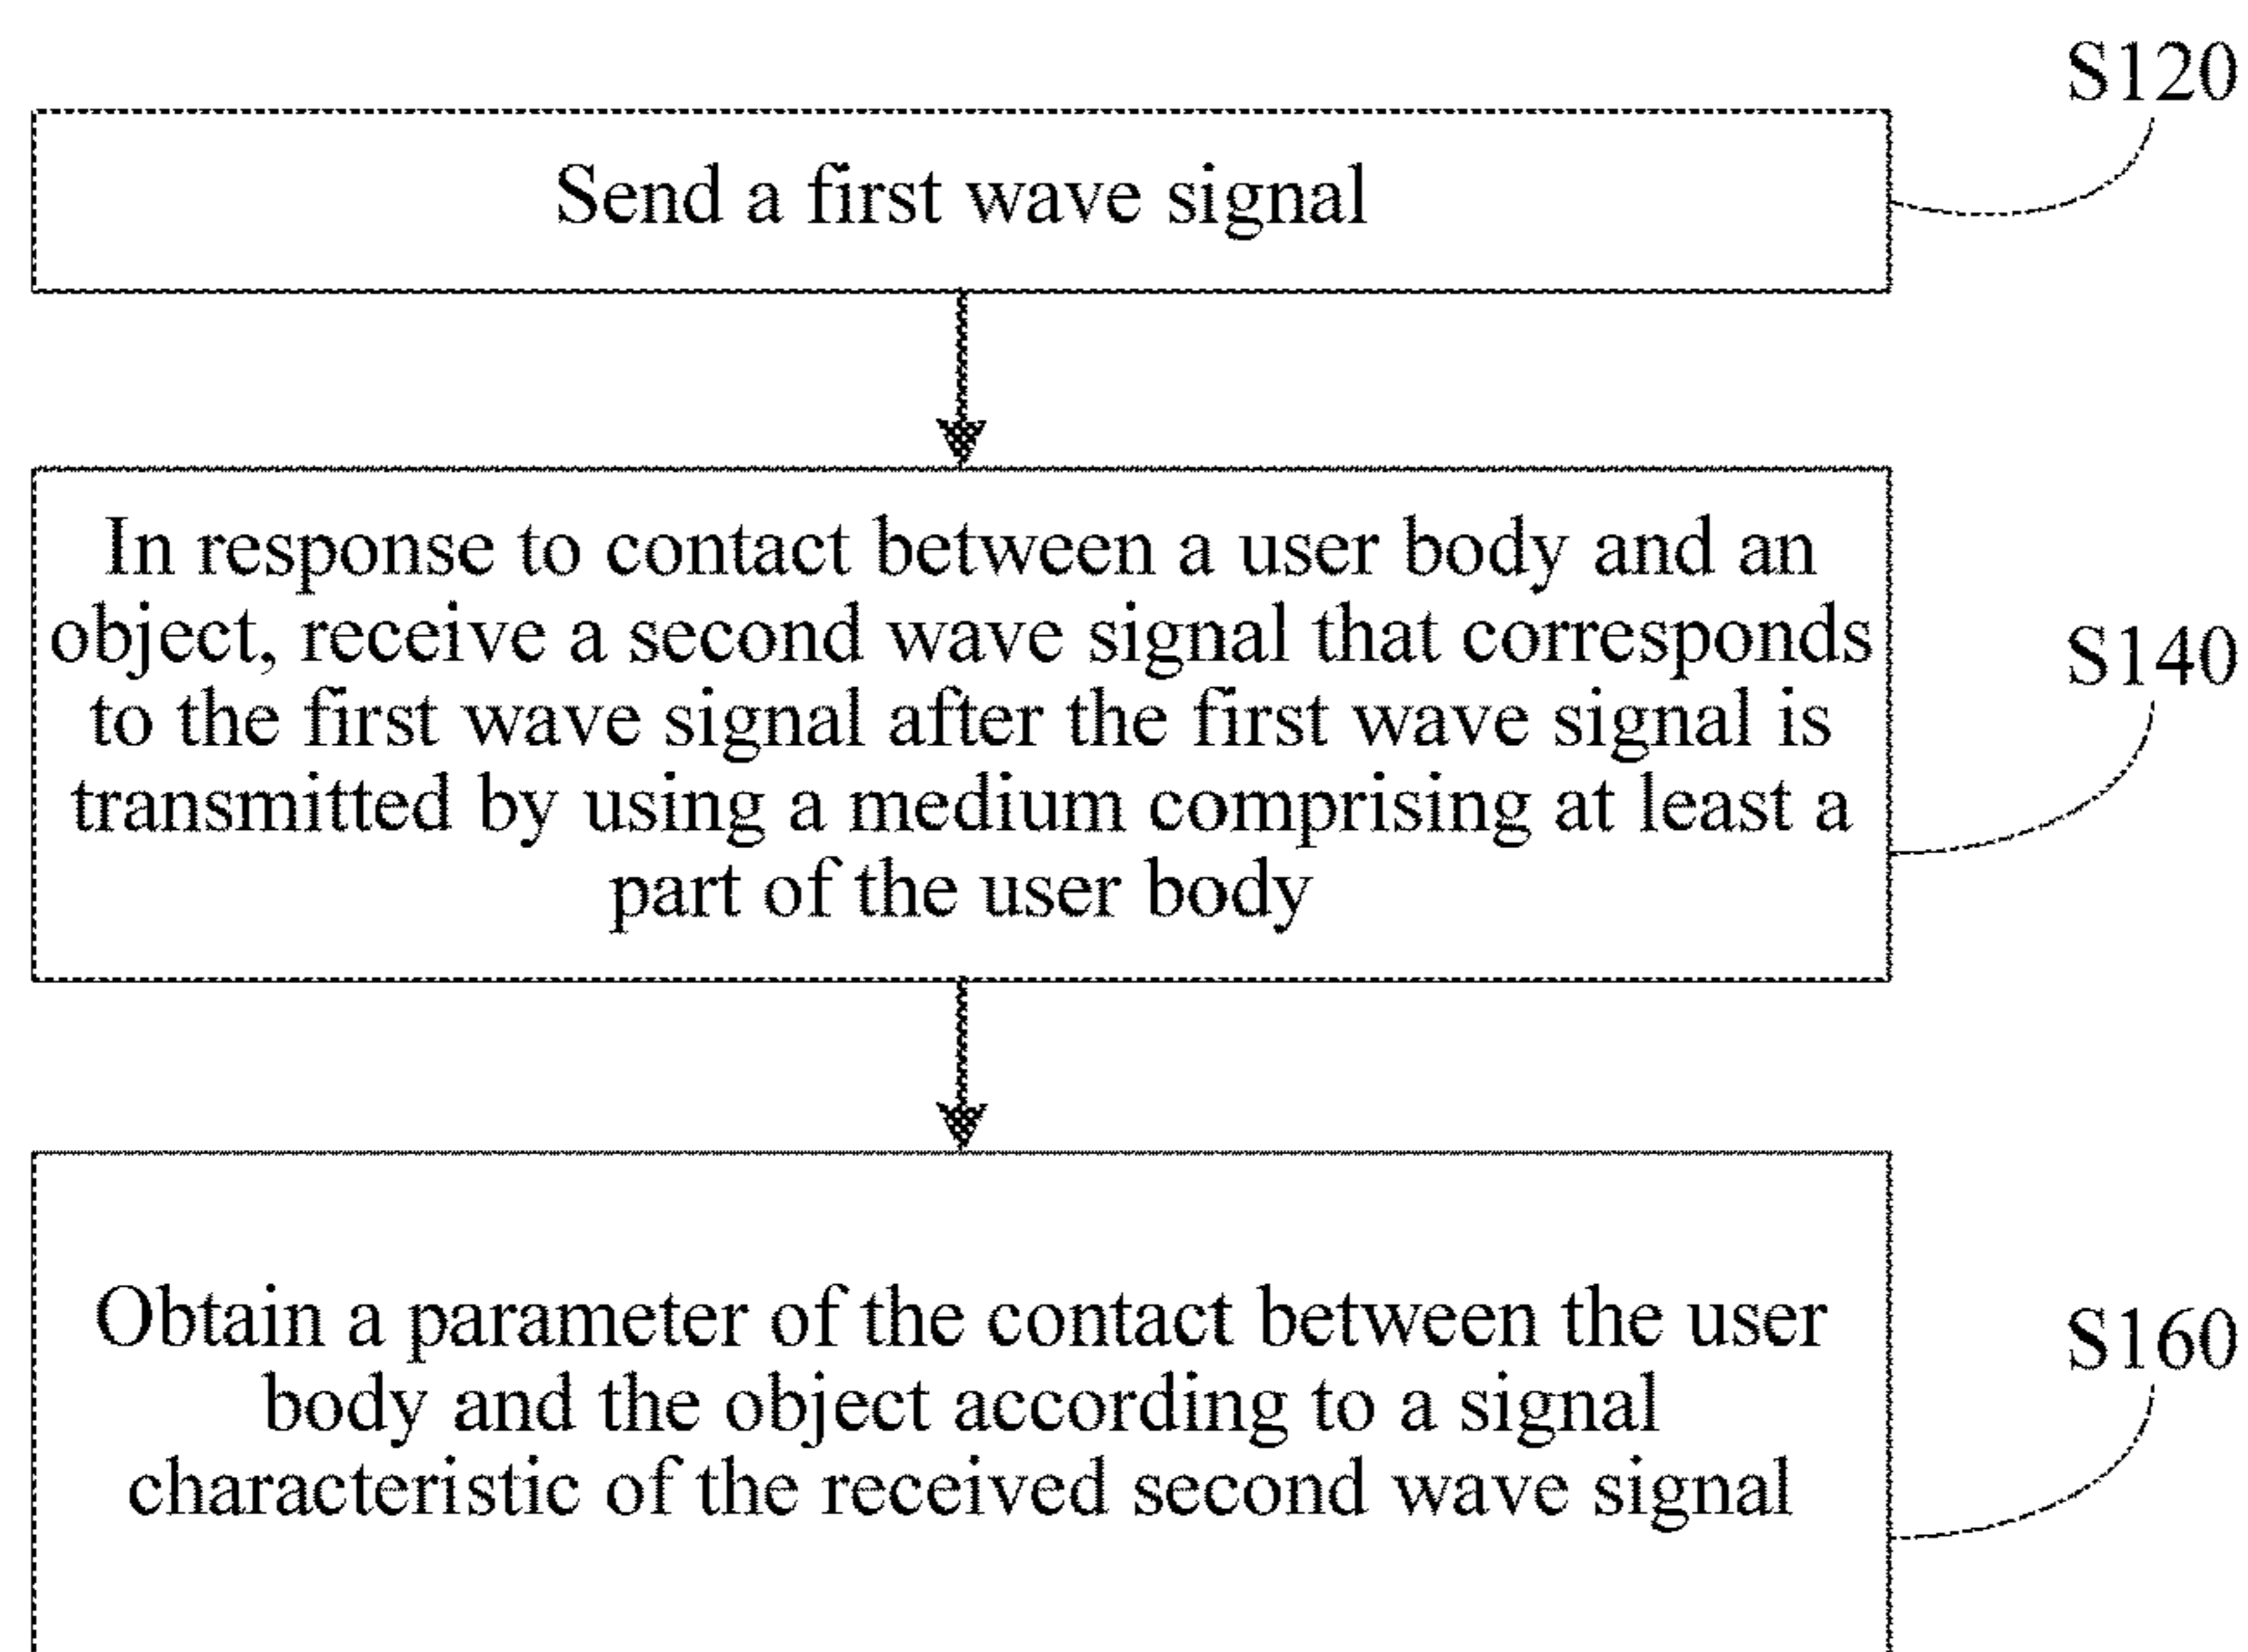 S120
Send a first wave signal
In response to contact between a user body and an
object, receive a second wave signal that corresponds
to the first wave signal after the first wave signal is
transmitted by using a medium comprising at least a
part of the user body
S140
Obtain a parameter of the contact between the user
body and the object according to a signal
characteristic of the received second wave signal
S160